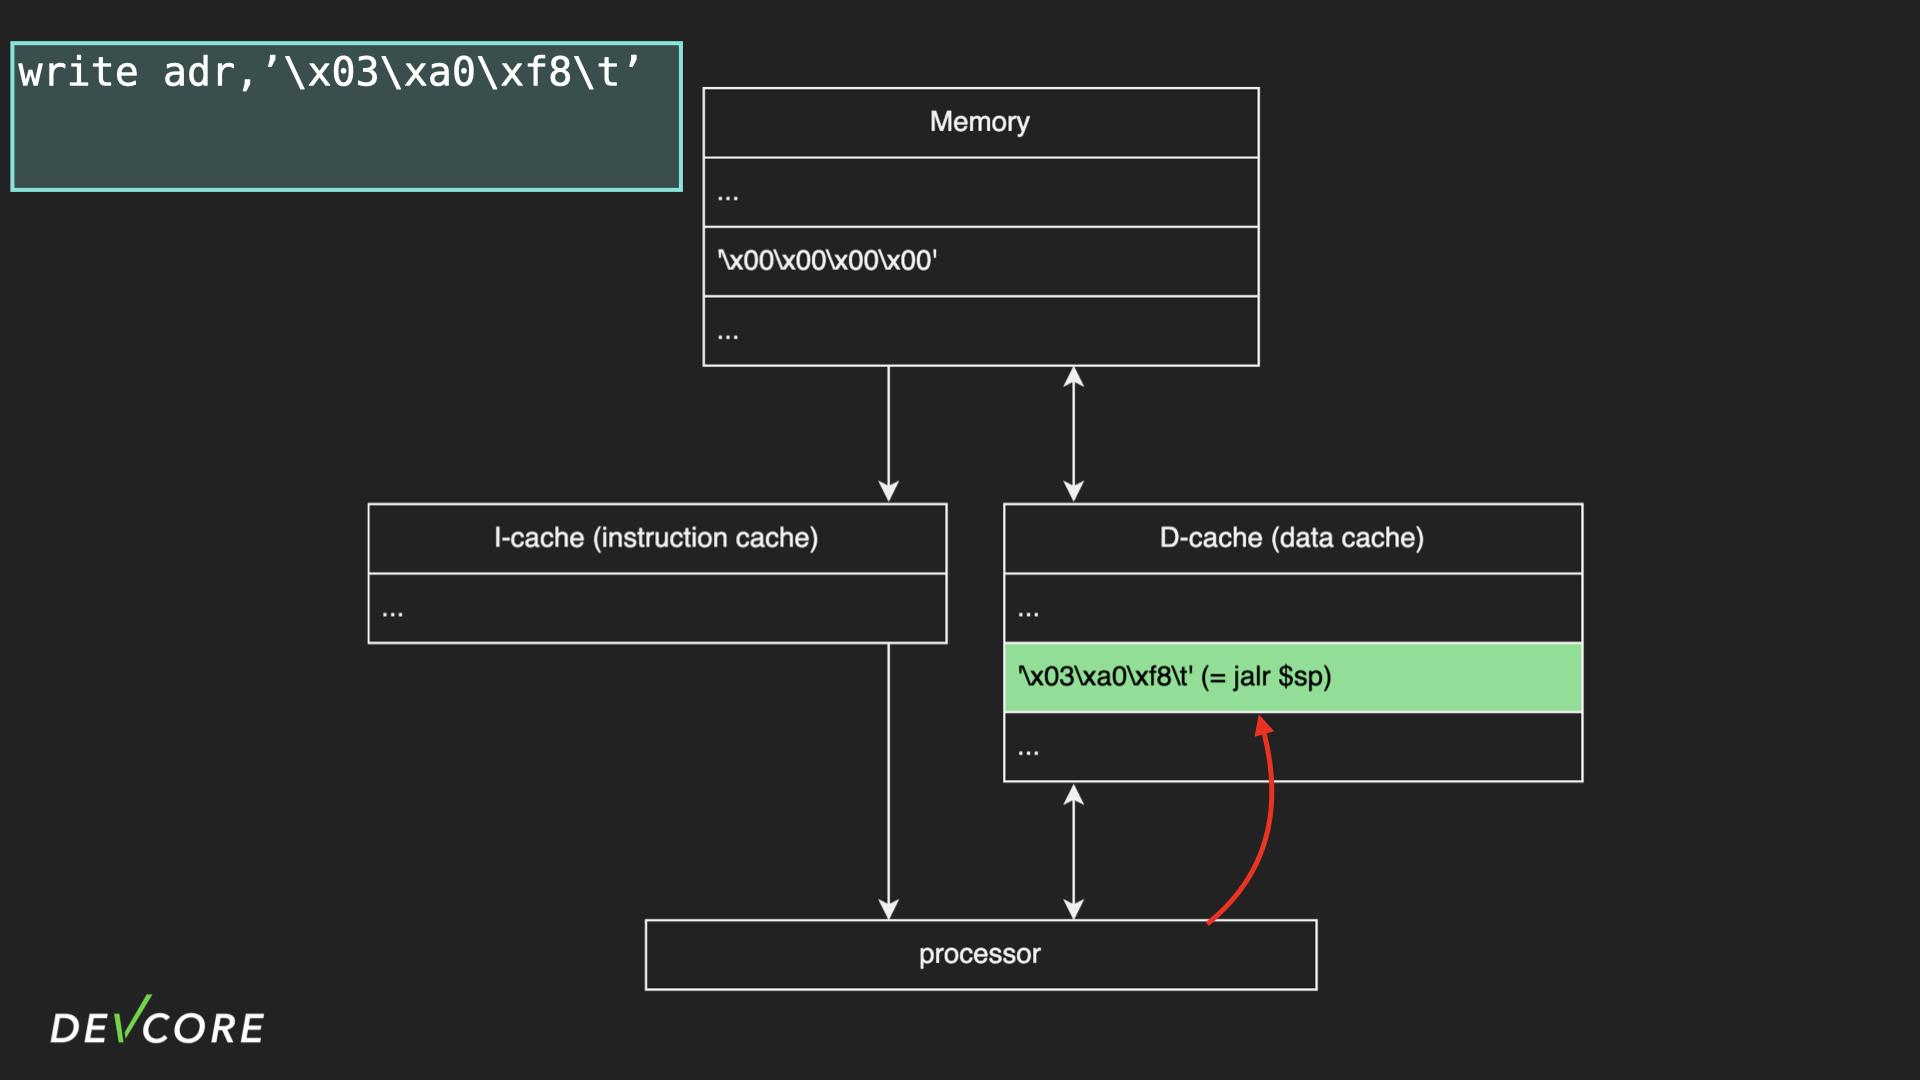 write adr,’\x03\xa0\xf8\t’
Memory
...
'\x00\x00\x00\x00'
...
I-cache (instruction cache)
...
D-cache (data cache)
...
'\x03\xa0\xf8\t' (= jalr $sp)
...
processor
DEVCORE